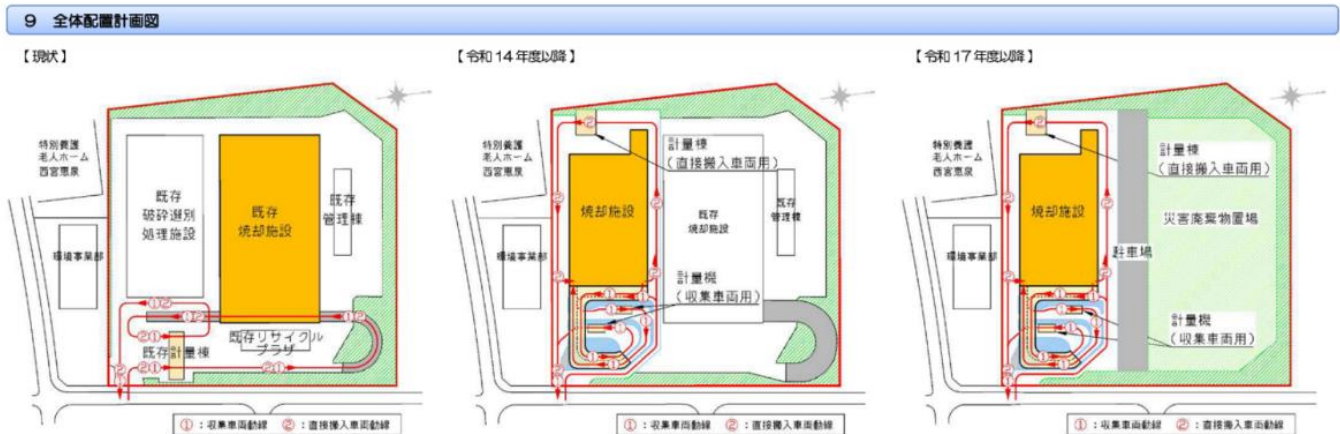 9 全体配置計画図
【現状】
特別養護
老人ホーム
西宮恵泉
環境事業部
既存
破砕選別
処理施設
既存
焼却施設
既存
管理棟
①②
①②
①②
②①
既存計量棟
既存リサイクル
プラザ
②①
②①
②
①
①:収集車両動線 ②:直接搬入車両動線
【令和14年度以降】
特別養護
老人ホーム
西宮恵泉
環境事業部
②
計量棟
(直接搬入車両用)
焼却施設
既存
焼却施設
既存
管理棟
計量機
(収集車両用)
①:収集車両動線 ②:直接搬入車両動線
【令和17年度以降】
特別養護
老人ホーム
西宮恵泉
環境事業部
②
計量棟
(直接搬入車両用)
焼却施設
災害廃棄物置場
駐車場
計量機
(収集車両用)
①:収集車両動線 ②:直接搬入車両動線